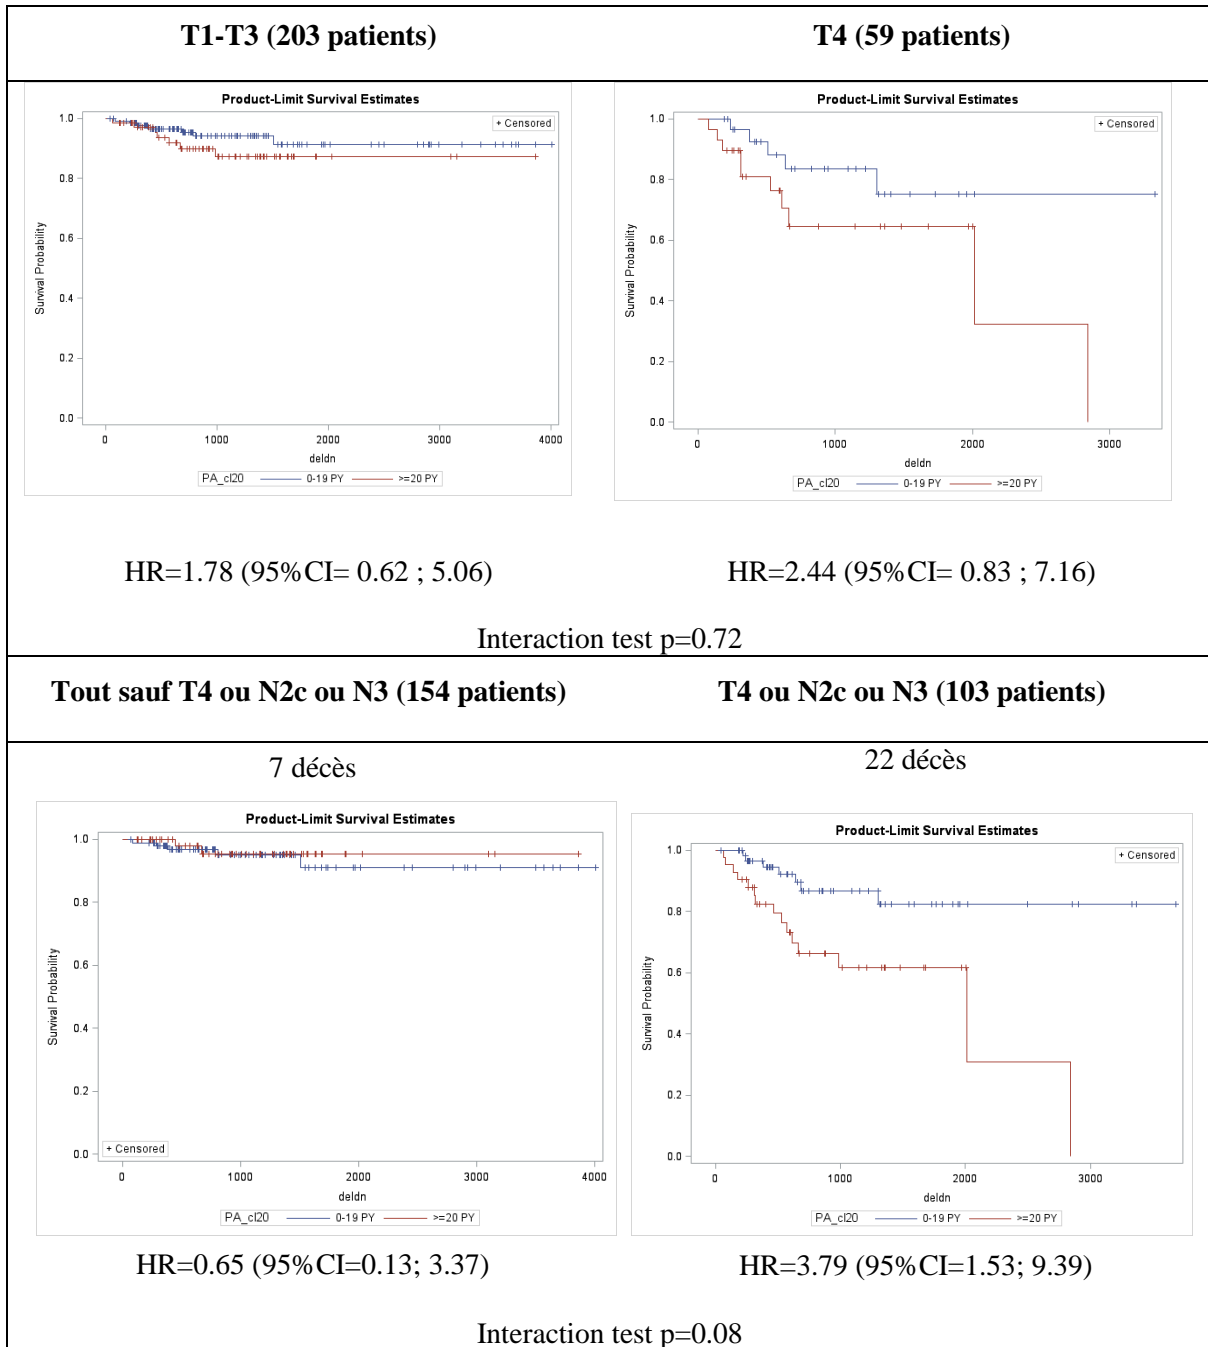 T1-T3 (203 patients)
T4 (59 patients)
Product-Limit Survival Estimates
+ Censored
1.0
0.8
0.6
0.4
0.2
0.0
Survival Probability
0
1000
2000
3000
4000
deldn
PA_cl20
0-19 PY
>=20 PY
Product-Limit Survival Estimates
+ Censored
1.0
0.8
0.6
0.4
0.2
0.0
Survival Probability
0
1000
2000
3000
deldn
PA_cl20
0-19 PY
>=20 PY
HR=1.78 (95%CI= 0.62 ; 5.06)
HR=2.44 (95%CI= 0.83 ; 7.16)
Interaction test p=0.72
Tout sauf T4 ou N2c ou N3 (154 patients)
T4 ou N2c ou N3 (103 patients)
7 décès
22 décès
Product-Limit Survival Estimates
1.0
0.8
0.6
0.4
0.2
0.0
Survival Probability
+ Censored
0
1000
2000
3000
4000
deldn
PA_cl20
0-19 PY
>=20 PY
Product-Limit Survival Estimates
+ Censored
1.0
0.8
0.6
0.4
0.2
0.0
Survival Probability
0
1000
2000
3000
deldn
PA_cl20
0-19 PY
>=20 PY
HR=0.65 (95%CI=0.13; 3.37)
HR=3.79 (95%CI=1.53; 9.39)
Interaction test p=0.08